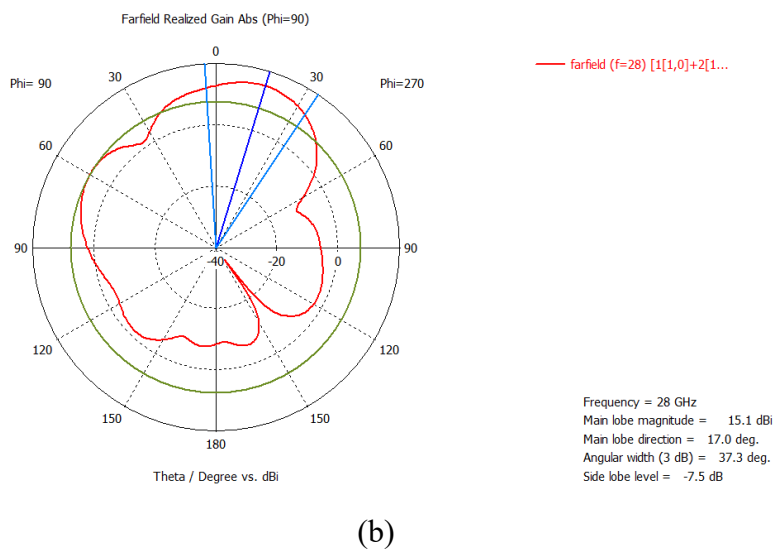 Farfield Realized Gain Abs (Phi=90)
0
30
30
Phi= 90
Phi=270
farfield (f=28) [1[1,0]+2[1...
60
60
90
-40
-20
0
90
120
120
150
150
180
Theta / Degree vs. dBi
Frequency = 28 GHz
Main lobe magnitude = 15.1 dBi
Main lobe direction = 17.0 deg.
Angular width (3 dB) = 37.3 deg.
Side lobe level = -7.5 dB
(b)